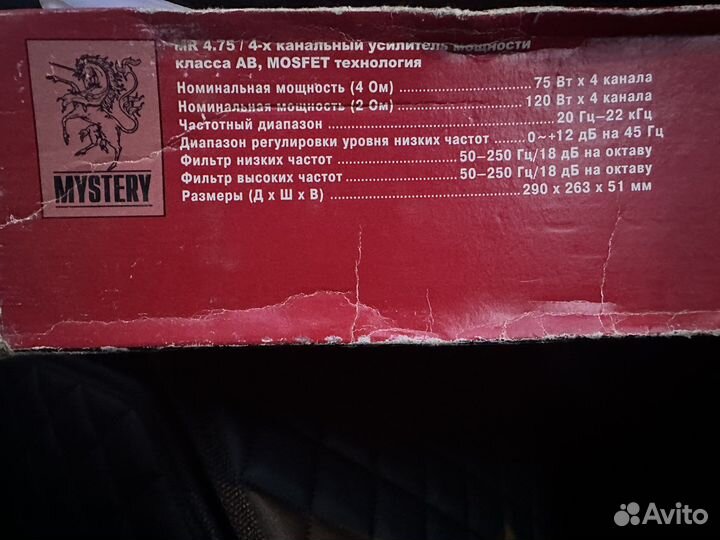 MR 4.75 / 4-х канальный усилитель мощности
класса АВ, MOSFET технология
Номинальная мощность (4 Ом) ........................ 75 Вт x 4 канала
Номинальная мощность (2 Ом) ........................ 120 Вт x 4 канала
Частотный диапазон ........................ 20 Гц–22 кГц
Диапазон регулировки уровня низких частот ........ 0~+12 дБ на 45 Гц
Фильтр низких частот ........................ 50–250 Гц/18 дБ на октаву
Фильтр высоких частот ........................ 50–250 Гц/18 дБ на октаву
Размеры (Д x Ш x В) ........................ 290 x 263 x 51 мм
MYSTERY
Avito